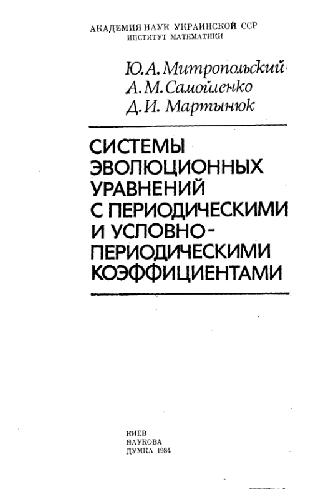 АКАДЕМИЯ НАУК УКРАИНСКОЙ ССР
ИНСТИТУТ МАТЕМАТИКИ
Ю. А. Митропольский
А. М. Самойленко
Д. И. Мартынюк
СИСТЕМЫ
ЭВОЛЮЦИОННЫХ
УРАВНЕНИЙ
С ПЕРИОДИЧЕСКИМИ
И УСЛОВНО-
ПЕРИОДИЧЕСКИМИ
КОЭФФИЦИЕНТАМИ
КИЕВ
НАУКОВА
ДУМКА 1984